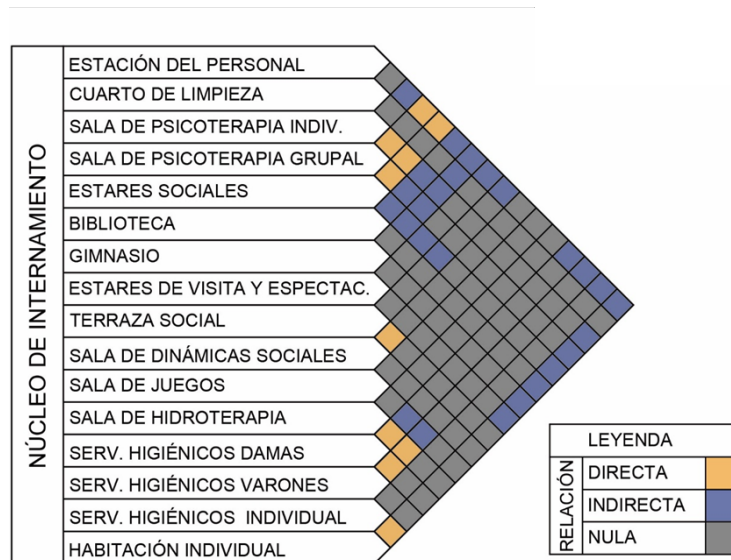 NÚCLEO DE INTERNAMIENTO
ESTACIÓN DEL PERSONAL
CUARTO DE LIMPIEZA
SALA DE PSICOTERAPIA INDIV.
SALA DE PSICOTERAPIA GRUPAL
ESTARES SOCIALES
BIBLIOTECA
GIMNASIO
ESTARES DE VISITA Y ESPECTAC.
TERRAZA SOCIAL
SALA DE DINÁMICAS SOCIALES
SALA DE JUEGOS
SALA DE HIDROTERAPIA
SERV. HIGIÉNICOS DAMAS
SERV. HIGIÉNICOS VARONES
SERV. HIGIÉNICOS INDIVIDUAL
HABITACIÓN INDIVIDUAL
LEYENDA
RELACIÓN
DIRECTA
INDIRECTA
NULA